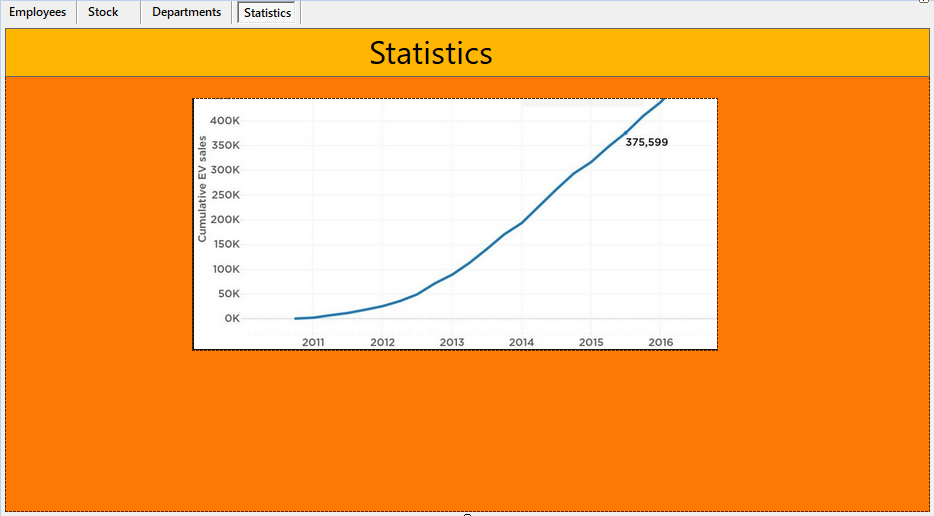 Employees Stock Departments Statistics
Statistics
Cumulative EV sales
400K
375,599
350K
300K
250K
200K
150K
100K
50K
0K
2011 2012 2013 2014 2015 2016